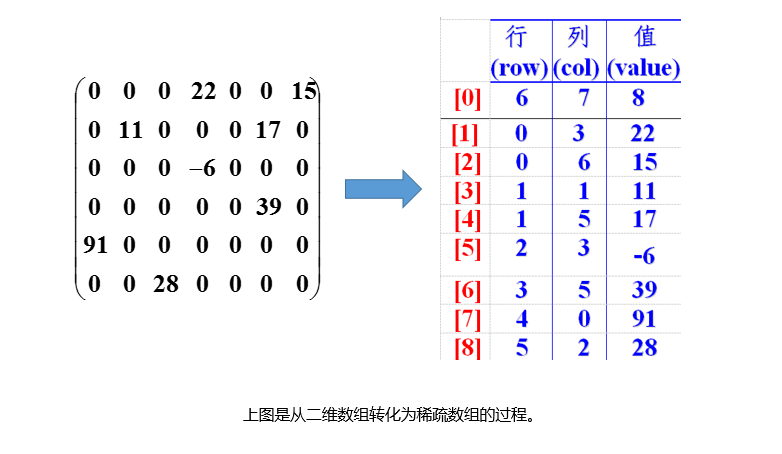 0 0 0 22 0 0 15
0 11 0 0 0 17 0
0 0 0 −6 0 0 0
0 0 0 0 0 39 0
91 0 0 0 0 0 0
0 0 28 0 0 0 0
行 列 值
(row) (col) (value)
[0] 6 7 8
[1] 0 3 22
[2] 0 6 15
[3] 1 1 11
[4] 1 5 17
[5] 2 3 -6
[6] 3 5 39
[7] 4 0 91
[8] 5 2 28
上图是从二维数组转化为稀疏数组的过程。